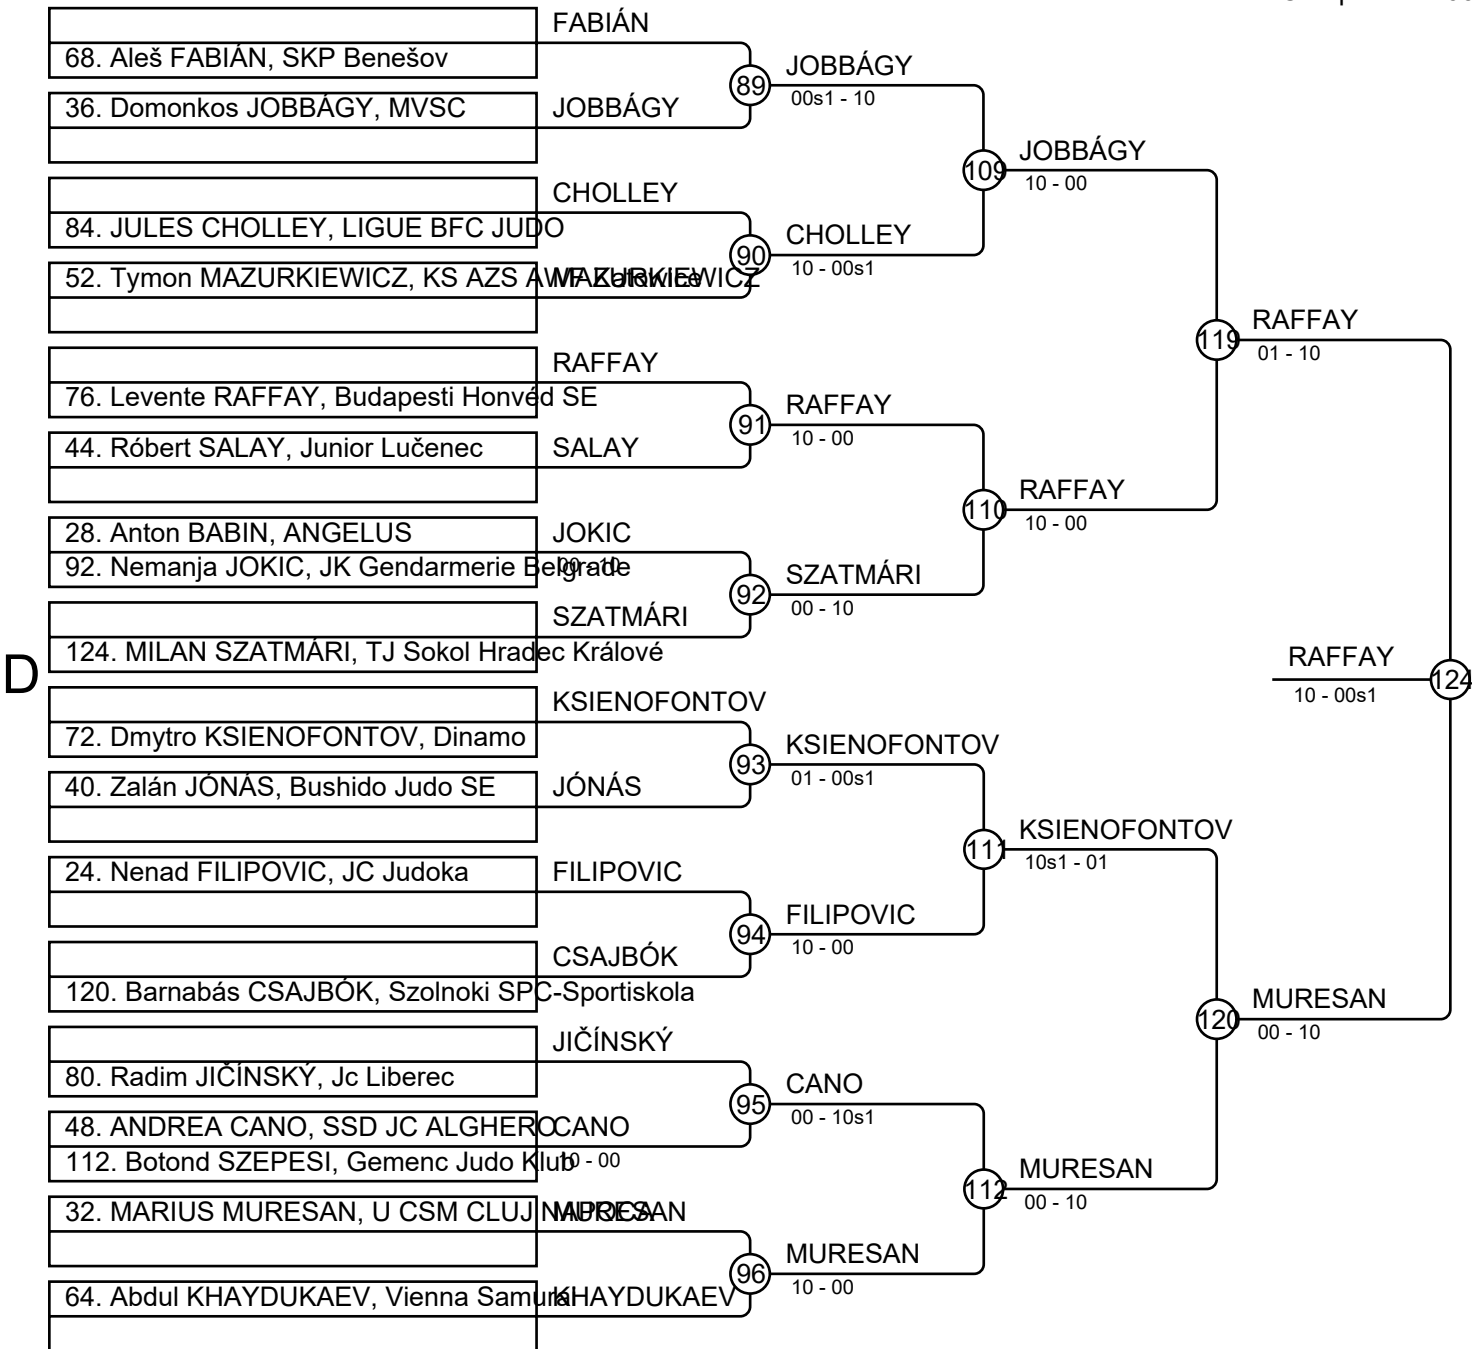 FABIÁN
68. Aleš FABIÁN, SKP Benešov
89
JOBBÁGY
00s1 - 10
36. Domonkos JOBBÁGY, MVSC
JOBBÁGY
109
JOBBÁGY
10 - 00
CHOLLEY
84. JULES CHOLLEY, LIGUE BFC JUDO
90
CHOLLEY
10 - 00s1
52. Tymon MAZURKIEWICZ, KS AZS AWF Katowice
MAZURKIEWICZ
119
RAFFAY
01 - 10
RAFFAY
76. Levente RAFFAY, Budapesti Honvéd SE
91
RAFFAY
10 - 00
44. Róbert SALAY, Junior Lučenec
SALAY
110
RAFFAY
10 - 00
28. Anton BABIN, ANGELUS
JOKIC
92. Nemanja JOKIC, JK Gendarmerie Belgrade
00 - 10
92
SZATMÁRI
00 - 10
SZATMÁRI
124. MILAN SZATMÁRI, TJ Sokol Hradec Králové
D
RAFFAY
10 - 00s1
124
KSIENOFONTOV
72. Dmytro KSIENOFONTOV, Dinamo
93
KSIENOFONTOV
01 - 00s1
40. Zalán JÓNÁS, Bushido Judo SE
JÓNÁS
111
KSIENOFONTOV
10s1 - 01
24. Nenad FILIPOVIC, JC Judoka
FILIPOVIC
94
FILIPOVIC
10 - 00
CSAJBÓK
120. Barnabás CSAJBÓK, Szolnoki SPC-Sportiskola
120
MURESAN
00 - 10
JIČÍNSKÝ
80. Radim JIČÍNSKÝ, Jc Liberec
95
CANO
00 - 10s1
48. ANDREA CANO, SSD JC ALGHERO
CANO
112. Botond SZEPESI, Gemenc Judo Klub
10 - 00
112
MURESAN
00 - 10
32. MARIUS MURESAN, U CSM CLUJ NAPOCA
MURESAN
96
MURESAN
10 - 00
64. Abdul KHAYDUKAEV, Vienna Samurai
KHAYDUKAEV